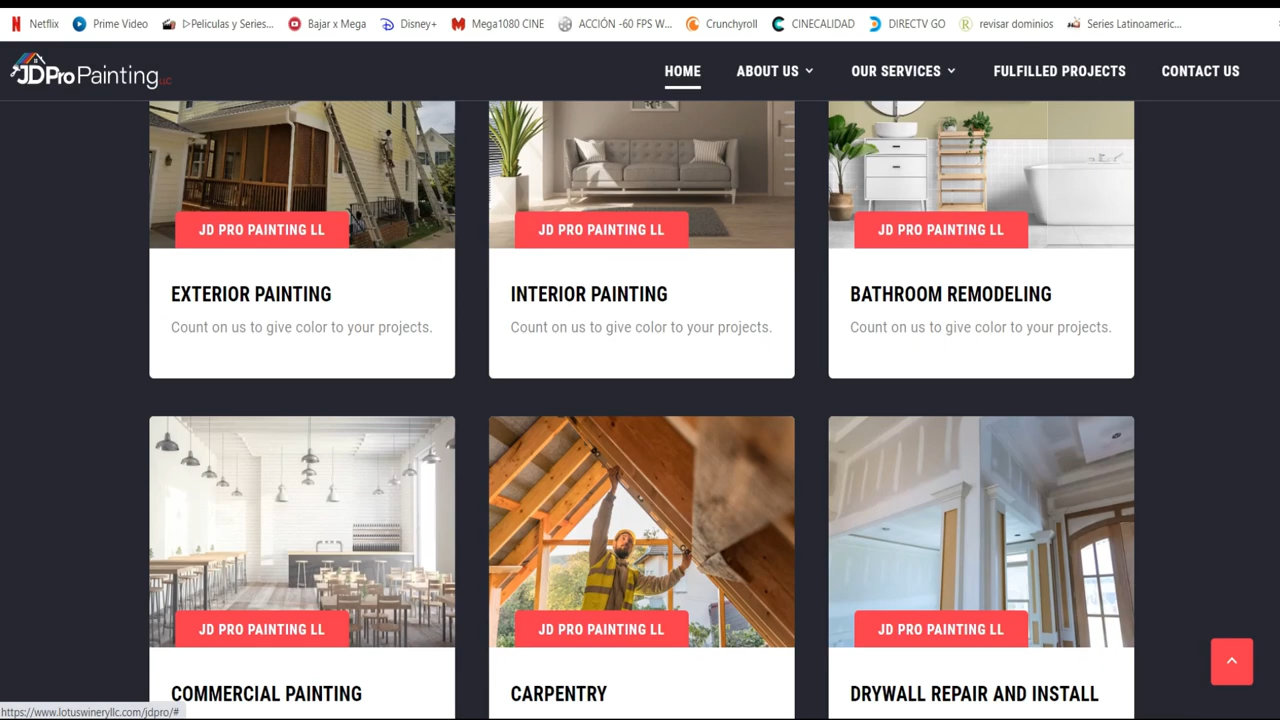 Netflix
Prime Video
▷Peliculas y Series...
Bajar x Mega
Disney+
Mega1080 CINE
ACCIÓN -60 FPS W...
Crunchyroll
CINECALIDAD
DIRECTV GO
revisar dominios
Series Latinoameric...
JDPro Painting LLC
HOME
ABOUT US
OUR SERVICES
FULFILLED PROJECTS
CONTACT US
JD PRO PAINTING LL
JD PRO PAINTING LL
JD PRO PAINTING LL
EXTERIOR PAINTING
INTERIOR PAINTING
BATHROOM REMODELING
Count on us to give color to your projects.
Count on us to give color to your projects.
Count on us to give color to your projects.
JD PRO PAINTING LL
JD PRO PAINTING LL
JD PRO PAINTING LL
COMMERCIAL PAINTING
CARPENTRY
DRYWALL REPAIR AND INSTALL
https://www.lotuswineryllc.com/jdpro/#